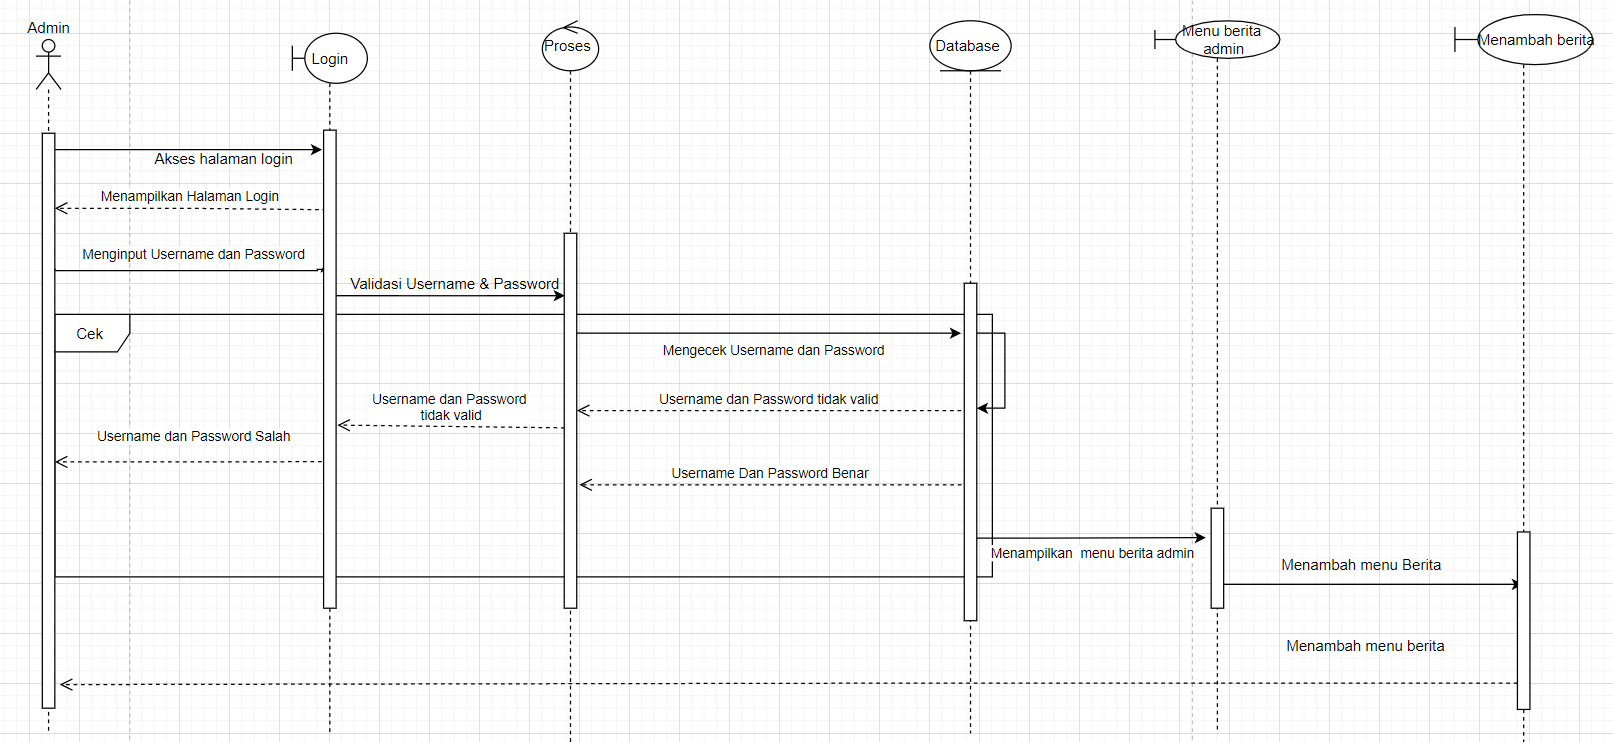 Admin
Login
Proses
Database
Menu berita
admin
Menambah berita
Akses halaman login
Menampilkan Halaman Login
Menginput Username dan Password
Validasi Username & Password
Cek
Mengecek Username dan Password
Username dan Password
tidak valid
Username dan Password tidak valid
Username dan Password Salah
Username Dan Password Benar
Menampilkan  menu berita admin
Menambah menu Berita
Menambah menu berita